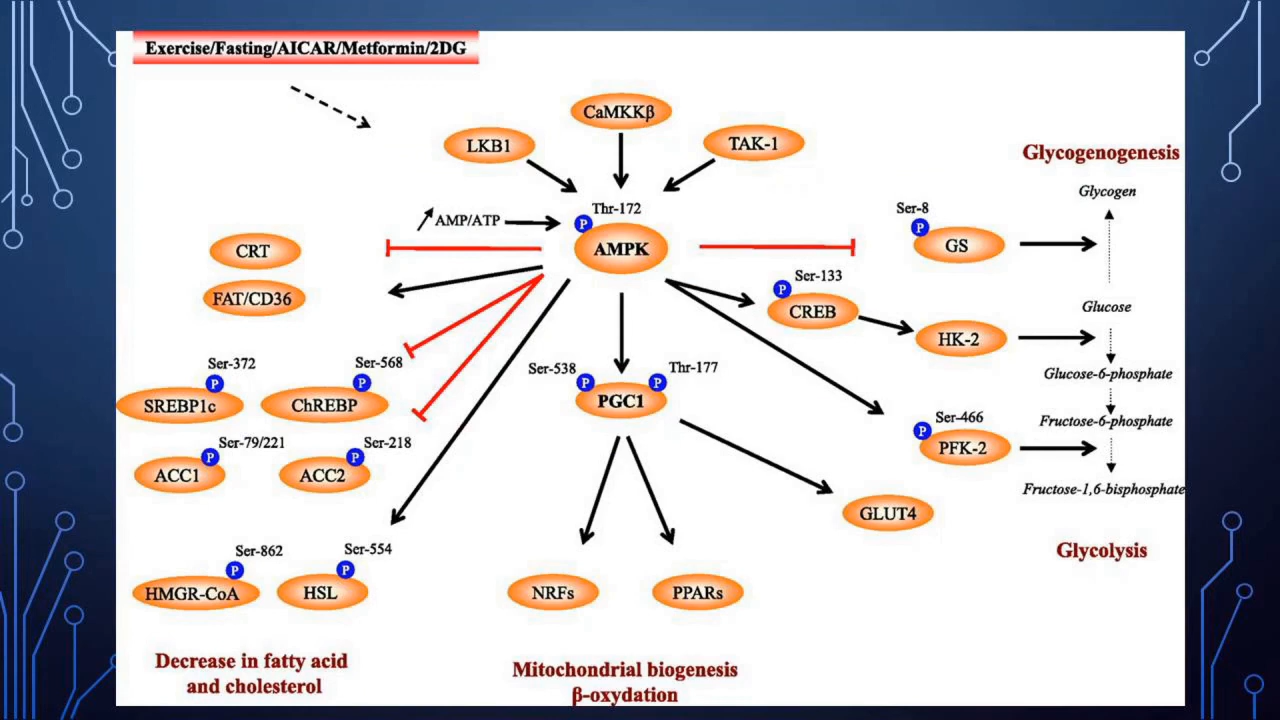 Exercise/Fasting/AICAR/Metformin/2DG
CaMKKβ
LKB1
TAK-1
Glycogenogenesis
Glycogen
Thr-172
Ser-8
AMP/ATP
P
P
CRT
AMPK
GS
Ser-133
P
FAT/CD36
CREB
Glucose
HK-2
Ser-372
Ser-568
Ser-538
Thr-177
Glucose-6-phosphate
P
P
P
P
SREBP1c
ChREBP
PGC1
Ser-466
Fructose-6-phosphate
P
Ser-79/221
Ser-218
PFK-2
P
P
ACC1
ACC2
Fructose-1,6-bisphosphate
GLUT4
Ser-862
Ser-554
Glycolysis
P
P
HMGR-CoA
HSL
NRFs
PPARs
Decrease in fatty acid
and cholesterol
Mitochondrial biogenesis
β-oxydation